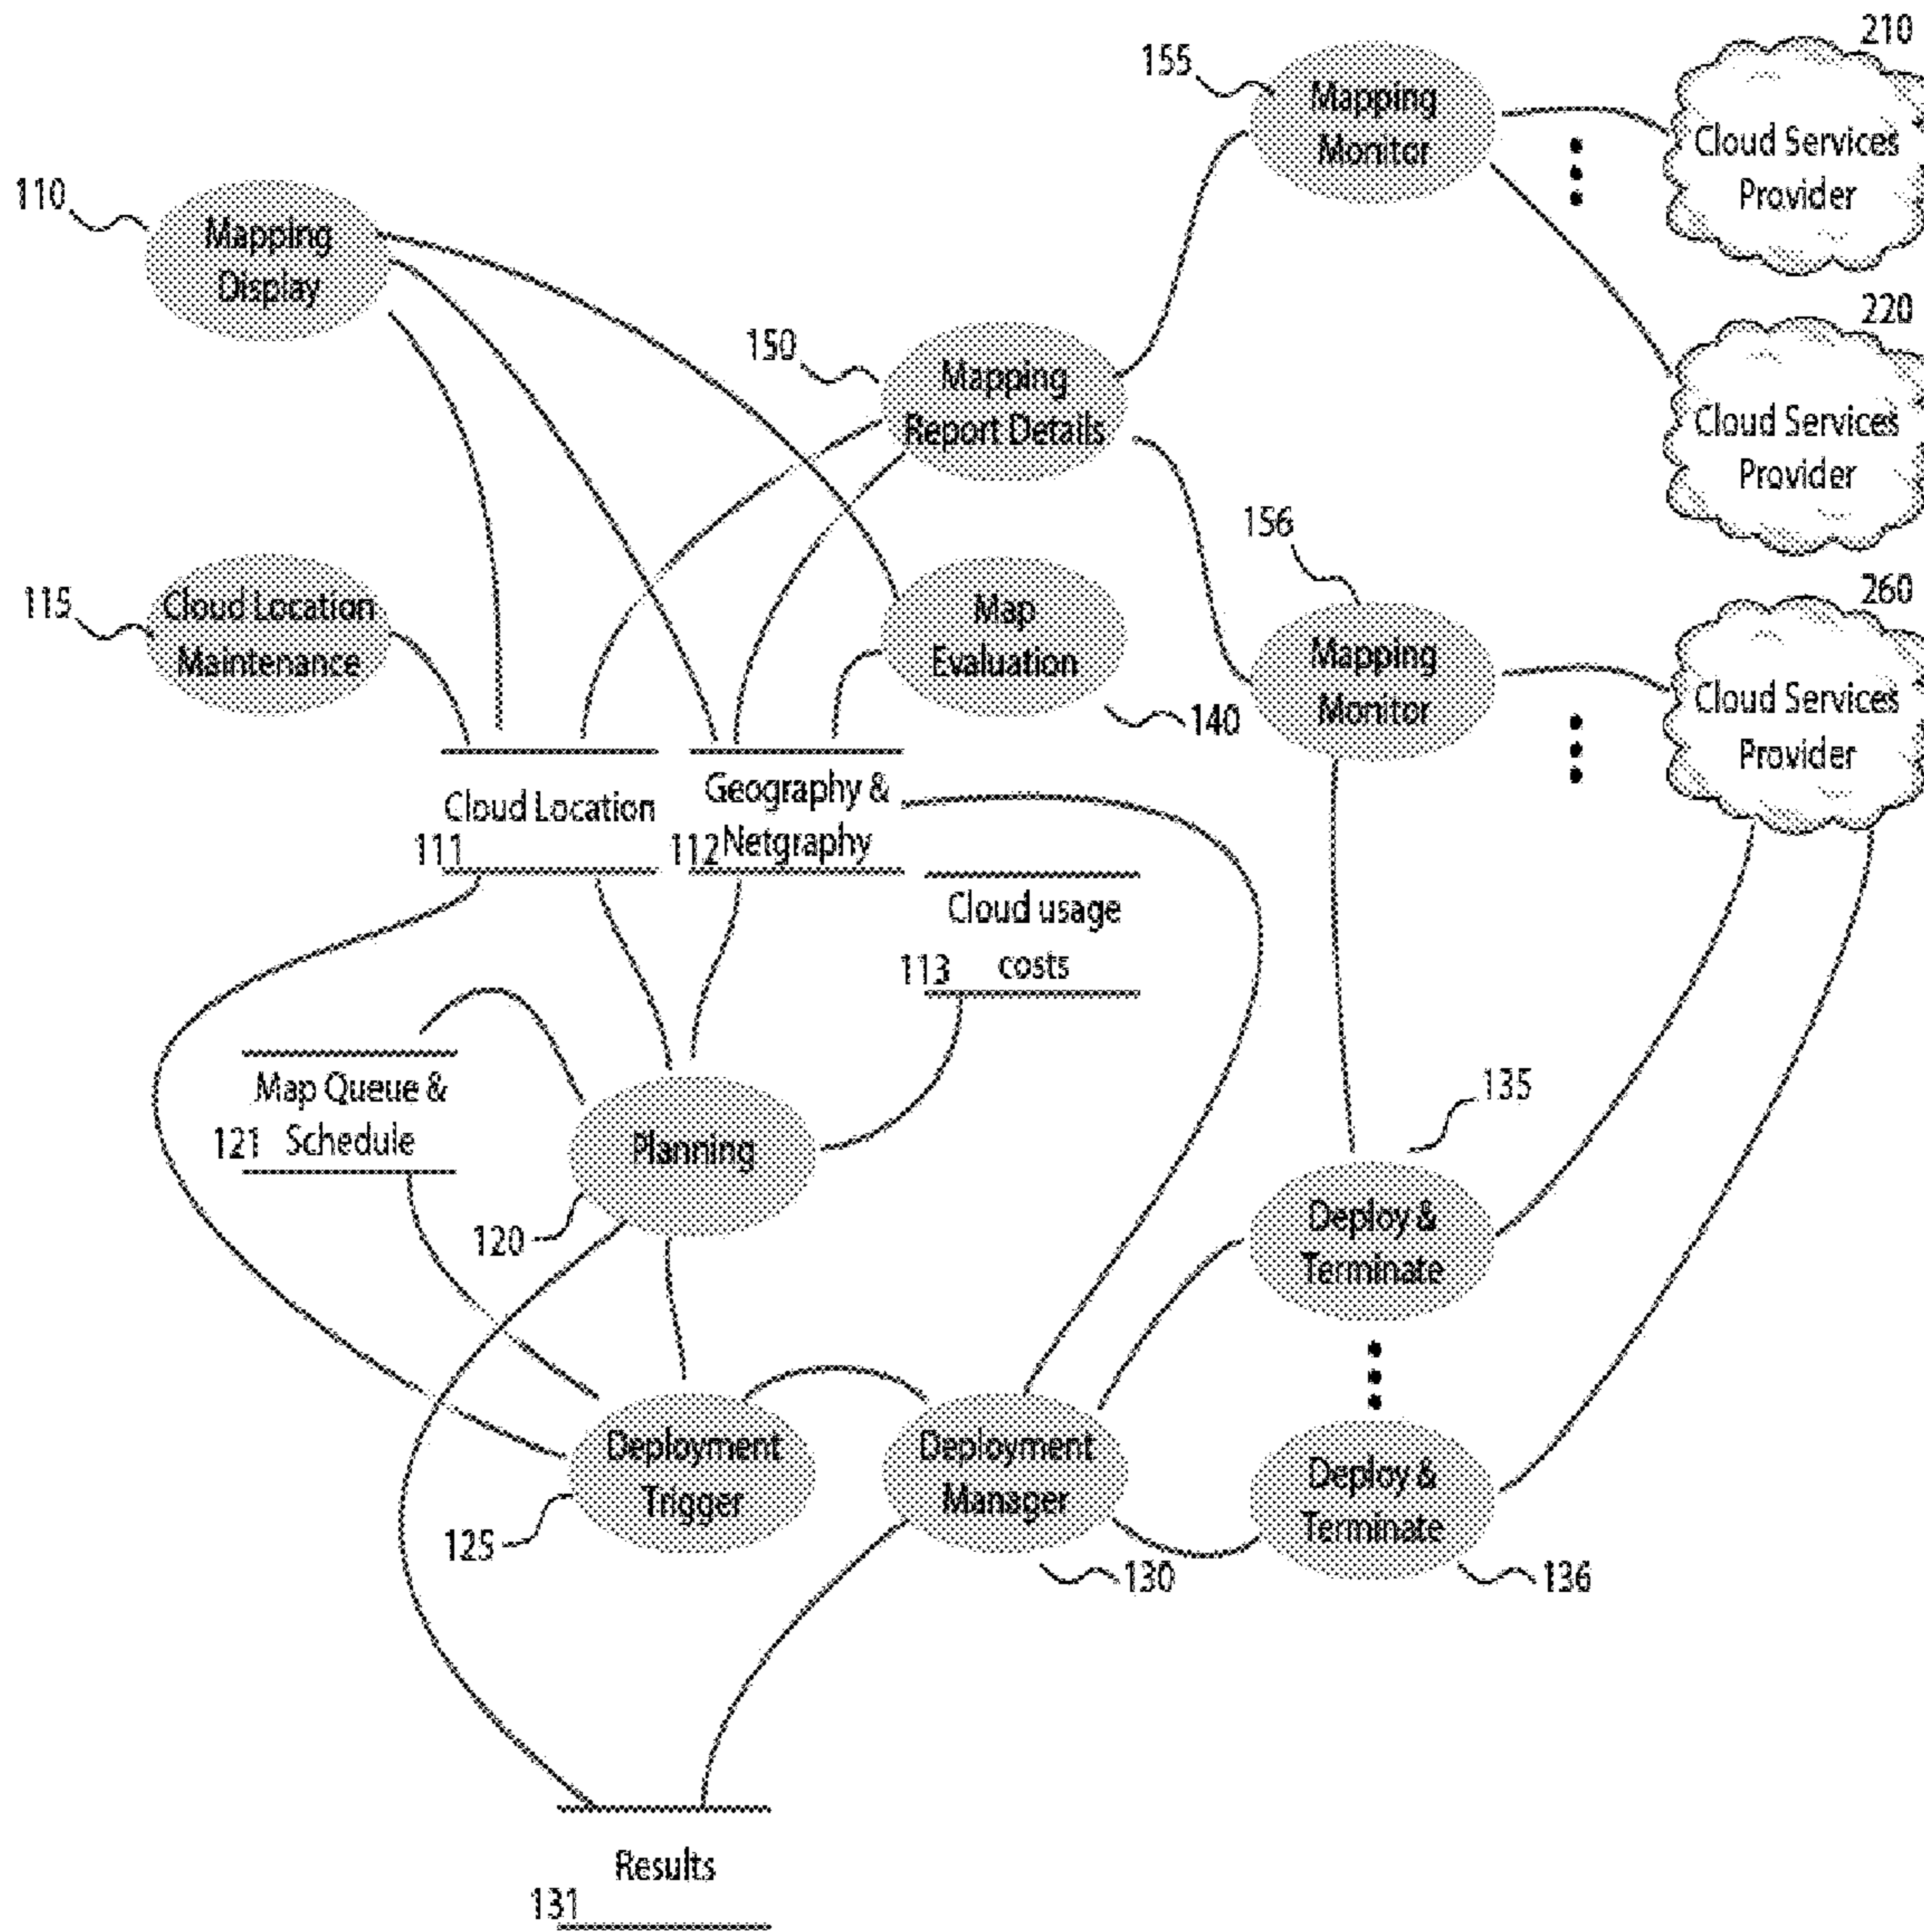 210
155
Mapping
Monitor
Cloud Services
Provider
110
Mapping
Display
220
150
Mapping
Report Details
Cloud Services
Provider
156
115
Cloud Location
Maintenance
Map
Evaluation
140
Mapping
Monitor
260
Cloud Services
Provider
Cloud Location
111
Geography &
112 Netgraphy
Cloud usage
113 costs
Map Queue &
121 Schedule
Planning
120
135
Deploy &
Terminate
Deployment
Trigger
125
Deployment
Manager
130
Deploy &
Terminate
136
Results
131